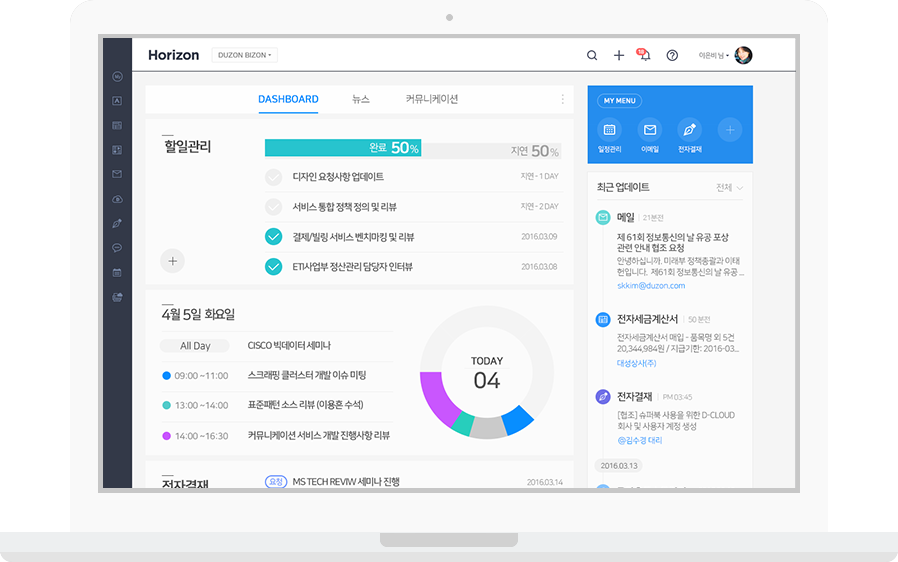 Horizon
DUZON BIZON
18
이은비 님
DASHBOARD
뉴스
커뮤니케이션
할일관리
완료 50%
지연 50%
디자인 요청사항 업데이트
지연 - 1 DAY
서비스 통합 정책 정의 및 리뷰
지연 - 2 DAY
결제/빌링 서비스 벤치마킹 및 리뷰
2016.03.09
ETI사업부 정산관리 담당자 인터뷰
2016.03.08
4월 5일 화요일
All Day
CISCO 빅데이터 세미나
09:00 ~11:00
스크래핑 클러스터 개발 이슈 미팅
13:00 ~14:00
표준패턴 소스 리뷰 (이용흔 수석)
14:00 ~16:30
커뮤니케이션 서비스 개발 진행사항 리뷰
TODAY
04
전자결재
요청
MS TECH REVIW 세미나 진행
2016.03.14
MY MENU
일정관리
이메일
전자결재
최근 업데이트
전체
메일
21분전
제 61회 정보통신의 날 유공 포상
관련 안내 협조 요청
안녕하십니까. 미래부 정책총괄과 이태
헌입니다. 제61회 정보통신의 날 유공 ...
skkim@duzon.com
전자세금계산서
50분전
전자세금계산서 매입 - 품목명 외 5건
20,344,984원 / 지급기한: 2016-03...
대성상사(주)
전자결재
PM 03:45
[협조] 슈퍼북 사용을 위한 D-CLOUD
회사 및 사용자 계정 생성
@김수경 대리
2016.03.13